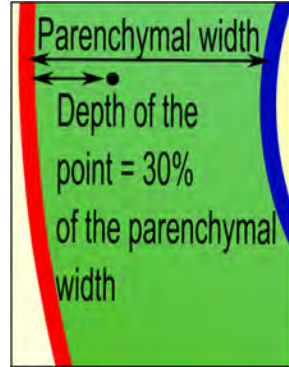 Parenchymal width
Depth of the
point = 30%
of the parenchymal
width